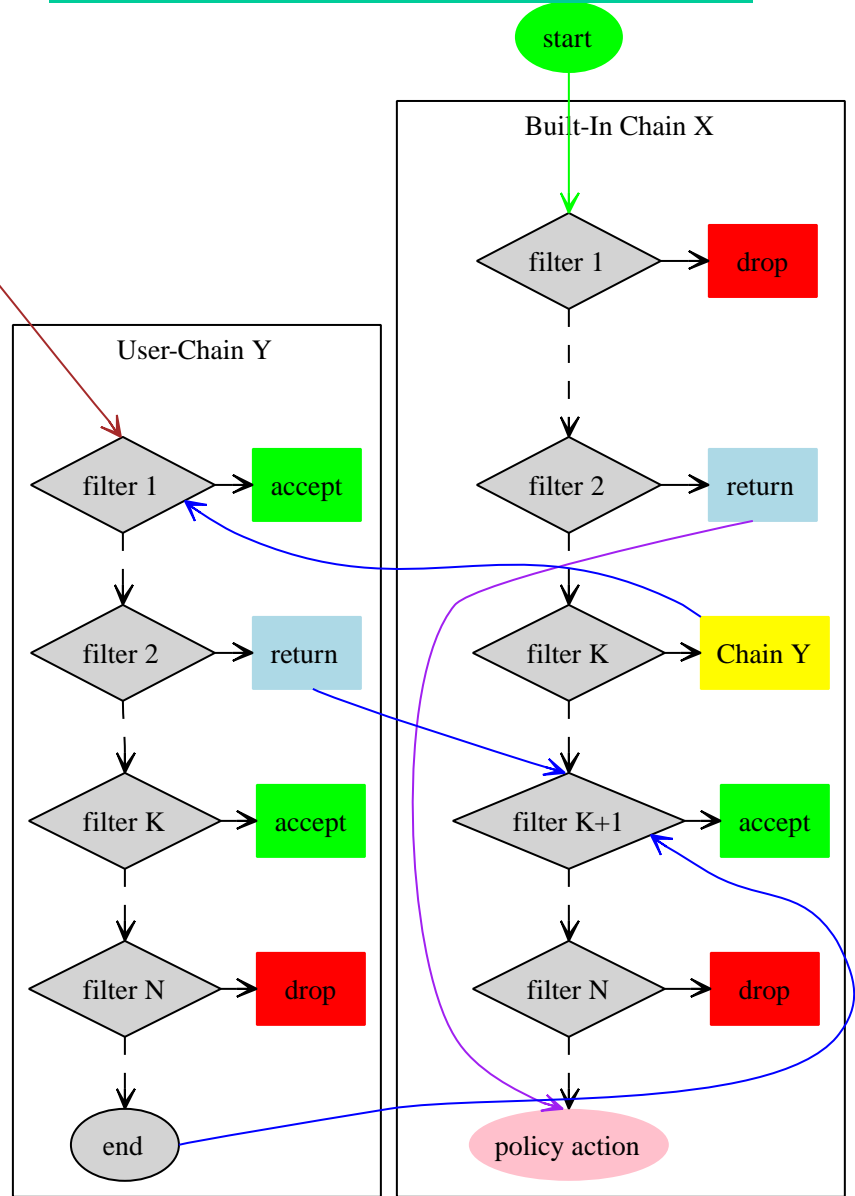 start
Built-In Chain X
filter 1
drop
filter 2
return
filter K
Chain Y
filter K+1
accept
filter N
drop
policy action
User-Chain Y
filter 1
accept
filter 2
return
filter K
accept
filter N
drop
end